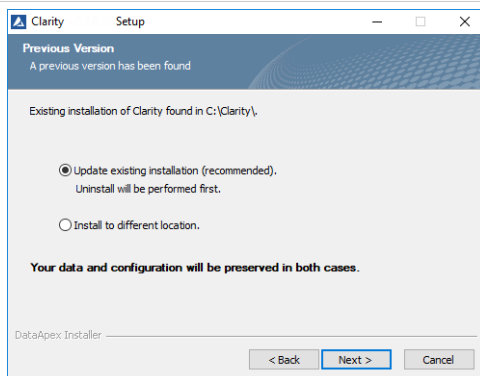 Clarity Setup
Previous Version
A previous version has been found
Existing installation of Clarity found in C:\Clarity\.
Update existing installation (recommended).
Uninstall will be performed first.
Install to different location.
Your data and configuration will be preserved in both cases.
DataApex Installer
< Back Next > Cancel